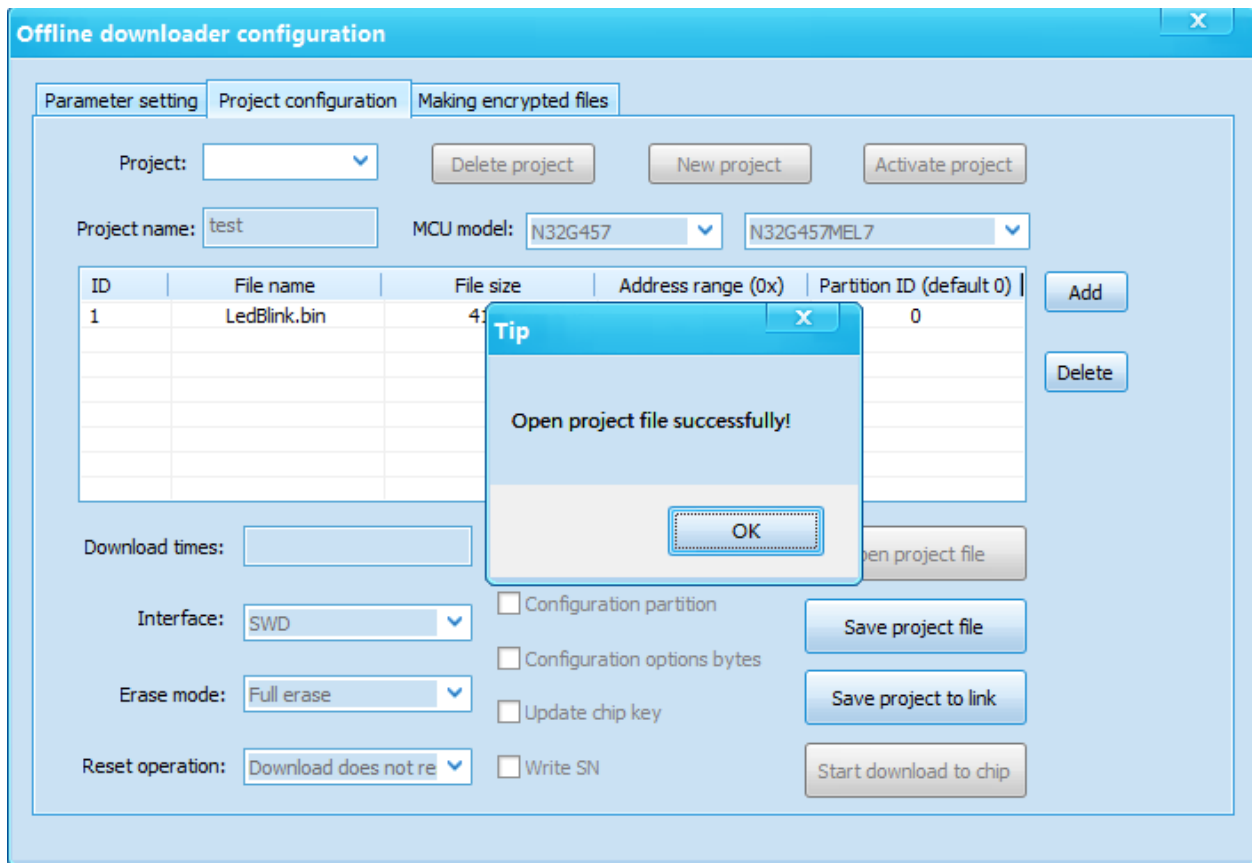 Offline downloader configuration
X
Parameter setting Project configuration Making encrypted files
Project: Delete project New project Activate project
Project name: test MCU model: N32G457 N32G457MEL7
ID File name File size Address range (0x) Partition ID (default 0) Add
1 LedBlink.bin 0
Tip X
Delete
Open project file successfully!
OK
Download times: project file
Interface: SWD Configuration partition Save project file
Configuration options bytes
Erase mode: Full erase Save project to link
Update chip key
Reset operation: Download does not re Write SN Start download to chip